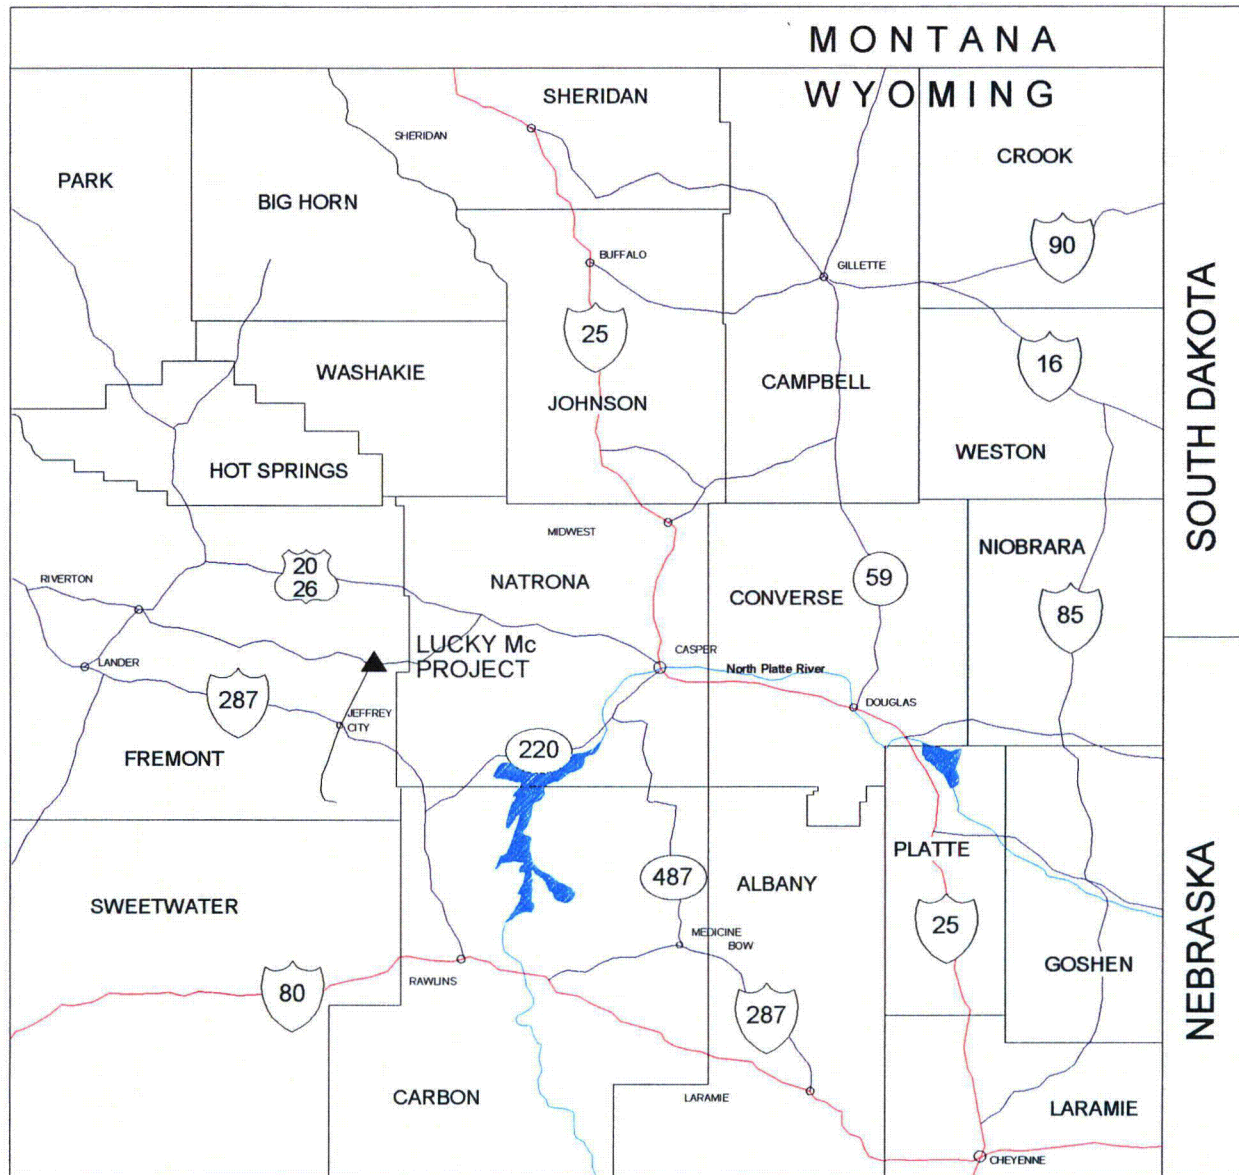 MONTANA
WYOMING
SHERIDAN
SHERIDAN
CROOK
PARK
BIG HORN
90
BUFFALO
GILLETTE
25
16
WASHAKIE
CAMPBELL
JOHNSON
SOUTH DAKOTA
WESTON
HOT SPRINGS
MIDWEST
NIOBRARA
20
26
RIVERTON
NATRONA
59
CONVERSE
85
LUCKY Mc
PROJECT
CASPER
LANDER
North Platte River
287
JEFFREY
CITY
DOUGLAS
220
FREMONT
PLATTE
487
ALBANY
SWEETWATER
25
MEDICINE
BOW
NEBRASKA
GOSHEN
RAWLINS
80
287
CARBON
LARAMIE
LARAMIE
CHEYENNE